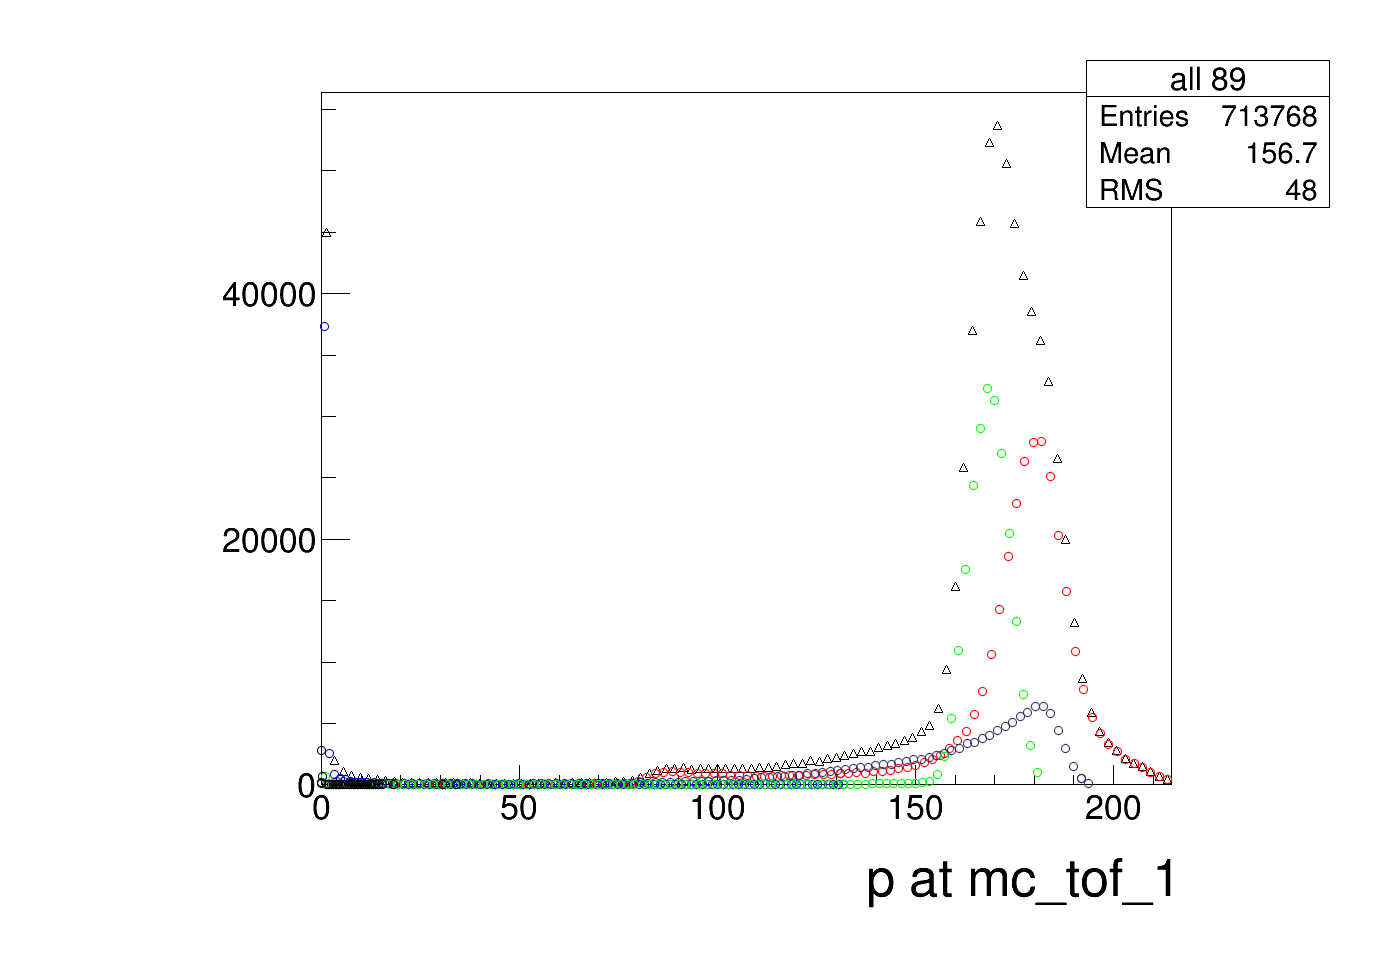 all 89
Entries 713768
Mean 156.7
RMS 48
40000
20000
0
0 50 100 150 200
p at mc_tof_1